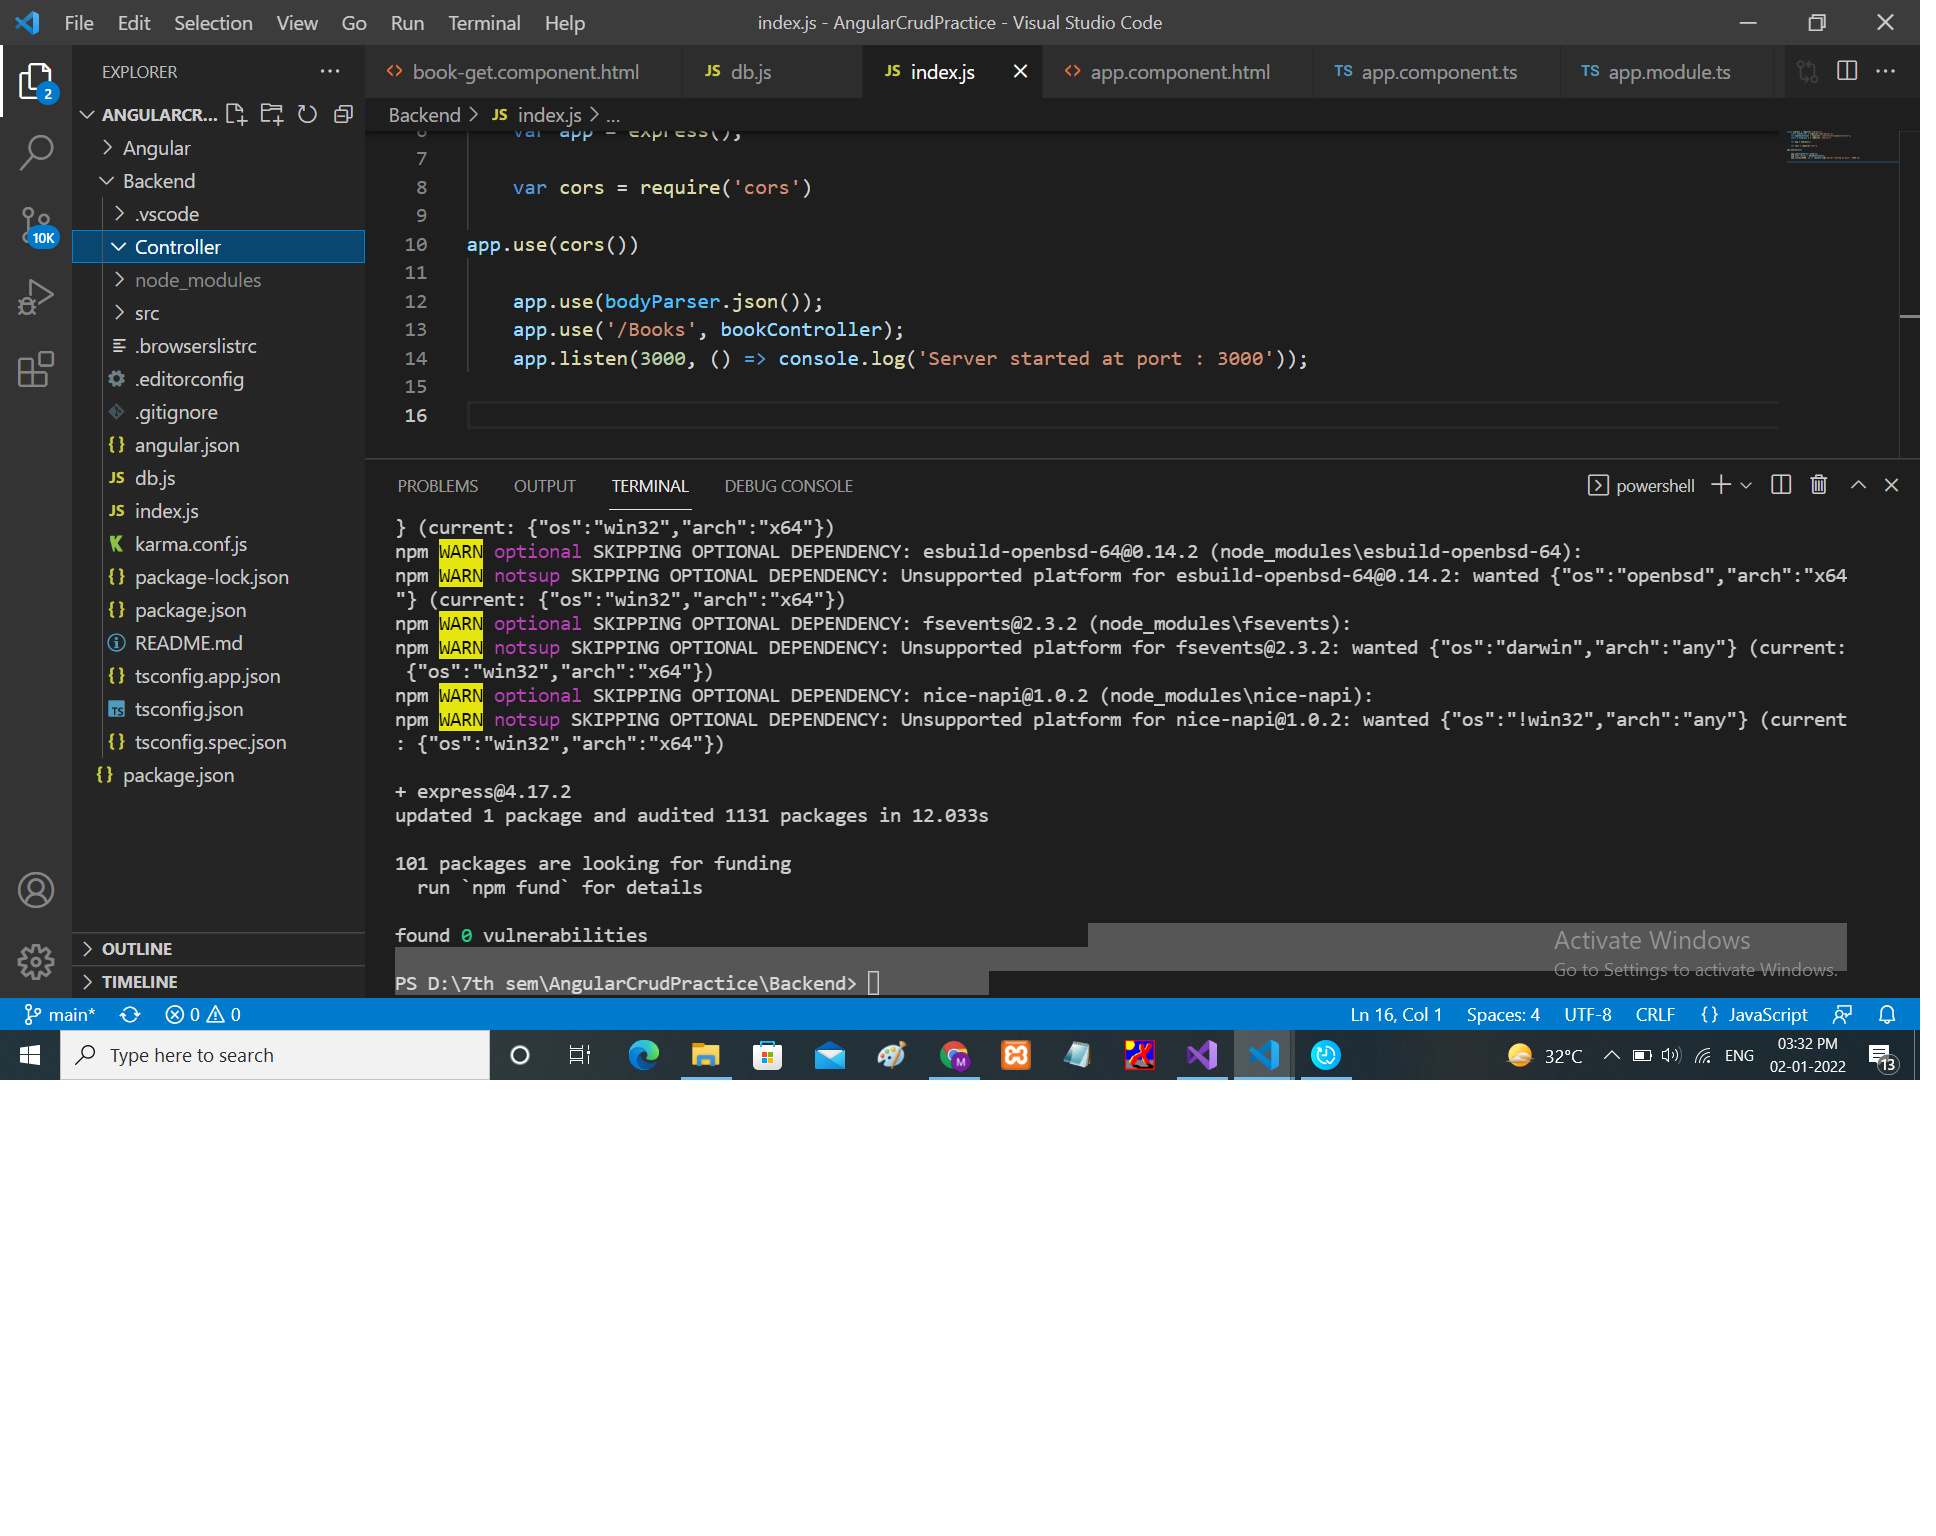 File Edit Selection View Go Run Terminal Help
index.js - AngularCrudPractice - Visual Studio Code
2
10K
EXPLORER
ANGULARCR...
Angular
Backend
.vscode
Controller
node_modules
src
.browserslistrc
.editorconfig
.gitignore
angular.json
db.js
index.js
karma.conf.js
package-lock.json
package.json
README.md
tsconfig.app.json
tsconfig.json
tsconfig.spec.json
package.json
OUTLINE
TIMELINE
book-get.component.html
JS db.js
JS index.js
app.component.html
TS app.component.ts
TS app.module.ts
Backend > JS index.js > ...
6 var app = express();
7
8 var cors = require('cors')
9
10 app.use(cors())
11
12 app.use(bodyParser.json());
13 app.use('/Books', bookController);
14 app.listen(3000, () => console.log('Server started at port : 3000'));
15
16
PROBLEMS OUTPUT TERMINAL DEBUG CONSOLE
powershell
} (current: {"os":"win32","arch":"x64"})
npm WARN optional SKIPPING OPTIONAL DEPENDENCY: esbuild-openbsd-64@0.14.2 (node_modules\esbuild-openbsd-64):
npm WARN notsup SKIPPING OPTIONAL DEPENDENCY: Unsupported platform for esbuild-openbsd-64@0.14.2: wanted {"os":"openbsd","arch":"x64
"} (current: {"os":"win32","arch":"x64"})
npm WARN optional SKIPPING OPTIONAL DEPENDENCY: fsevents@2.3.2 (node_modules\fsevents):
npm WARN notsup SKIPPING OPTIONAL DEPENDENCY: Unsupported platform for fsevents@2.3.2: wanted {"os":"darwin","arch":"any"} (current:
{"os":"win32","arch":"x64"})
npm WARN optional SKIPPING OPTIONAL DEPENDENCY: nice-napi@1.0.2 (node_modules\nice-napi):
npm WARN notsup SKIPPING OPTIONAL DEPENDENCY: Unsupported platform for nice-napi@1.0.2: wanted {"os":"!win32","arch":"any"} (current
: {"os":"win32","arch":"x64"})
+ express@4.17.2
updated 1 package and audited 1131 packages in 12.033s
101 packages are looking for funding
run `npm fund` for details
found 0 vulnerabilities
PS D:\7th sem\AngularCrudPractice\Backend>
Activate Windows
Go to Settings to activate Windows.
main* 0 0
Ln 16, Col 1 Spaces: 4 UTF-8 CRLF {} JavaScript
Type here to search
32°C ENG
03:32 PM
02-01-2022
13